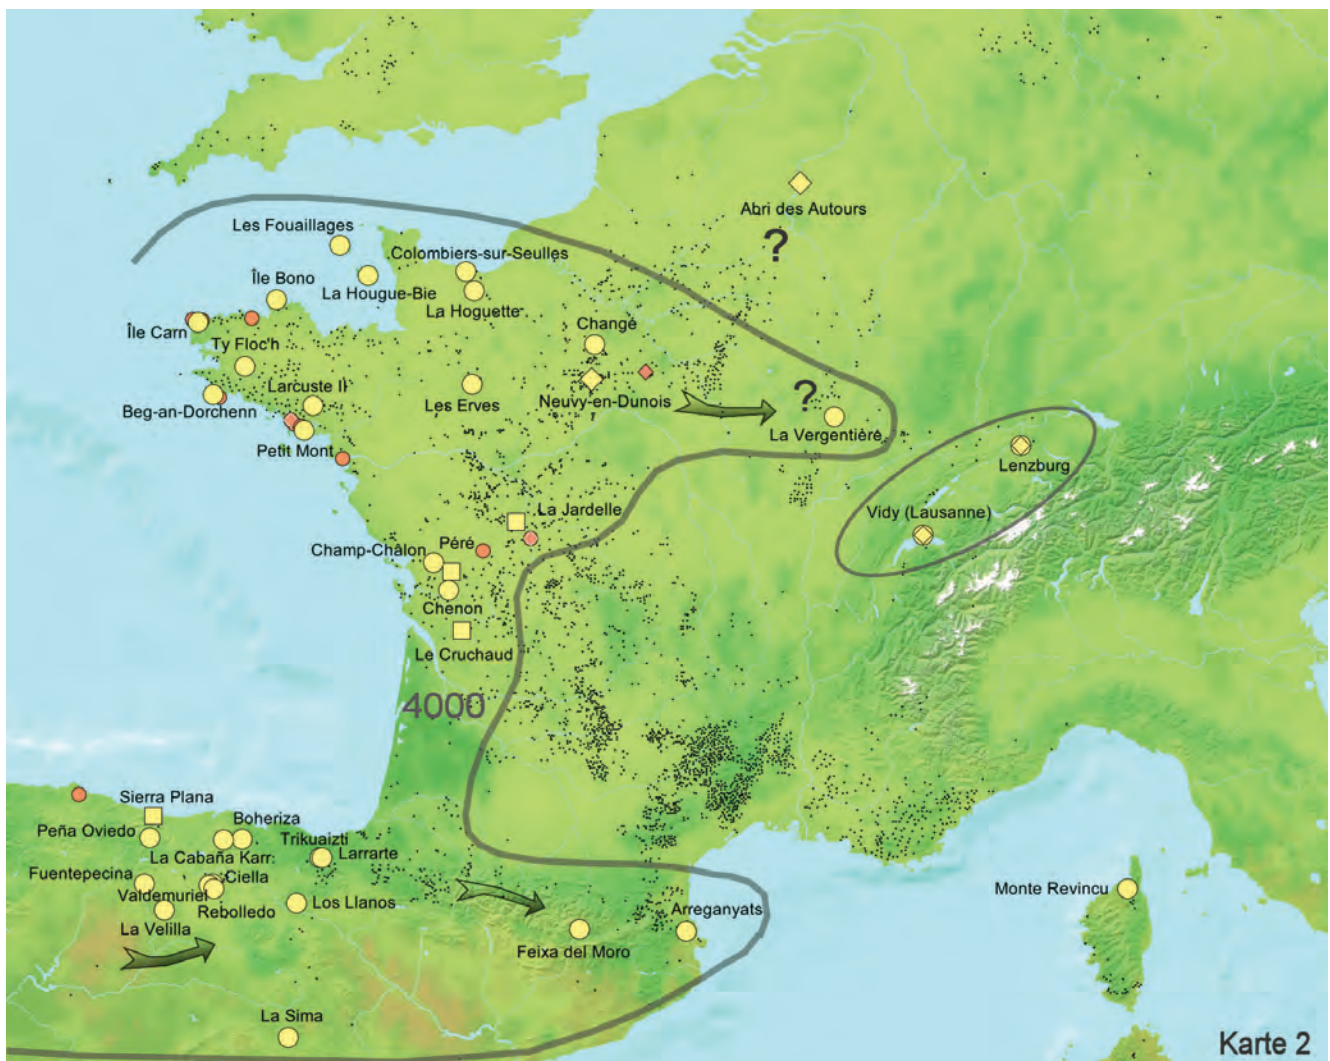 Abri des Autours
?
Les Fouaillages
Colombiers-sur-Seulles
Île Bono
La Hougue-Bie
La Hoguette
Île Carn
Changé
Ty Floc'h
Larcuste II
Les Erves
Neuvy-en-Dunois
?
Beg-an-Dorchenn
La Vergentière
Petit Mont
Lenzburg
La Jardelle
Vidy (Lausanne)
Champ-Châlon
Péré
Chenon
Le Cruchaud
4000
Sierra Plana
Peña Oviedo
Boheriza
Trikuaizti
La Cabaña Karr.
Larrarte
Fuentepecina
Ciella
Valdemuriel
Rebolledo
Los Llanos
La Velilla
Monte Revincu
Arreganyats
Feixa del Moro
La Sima
Karte 2